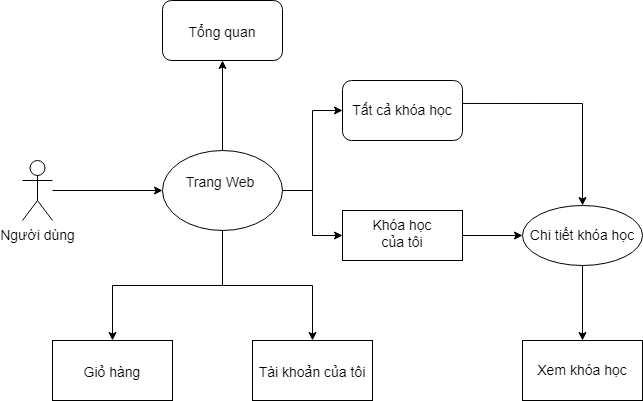 Tổng quan
Tất cả khóa học
Trang Web
Người dùng
Khóa học
của tôi
Chi tiết khóa học
Giỏ hàng
Tài khoản của tôi
Xem khóa học